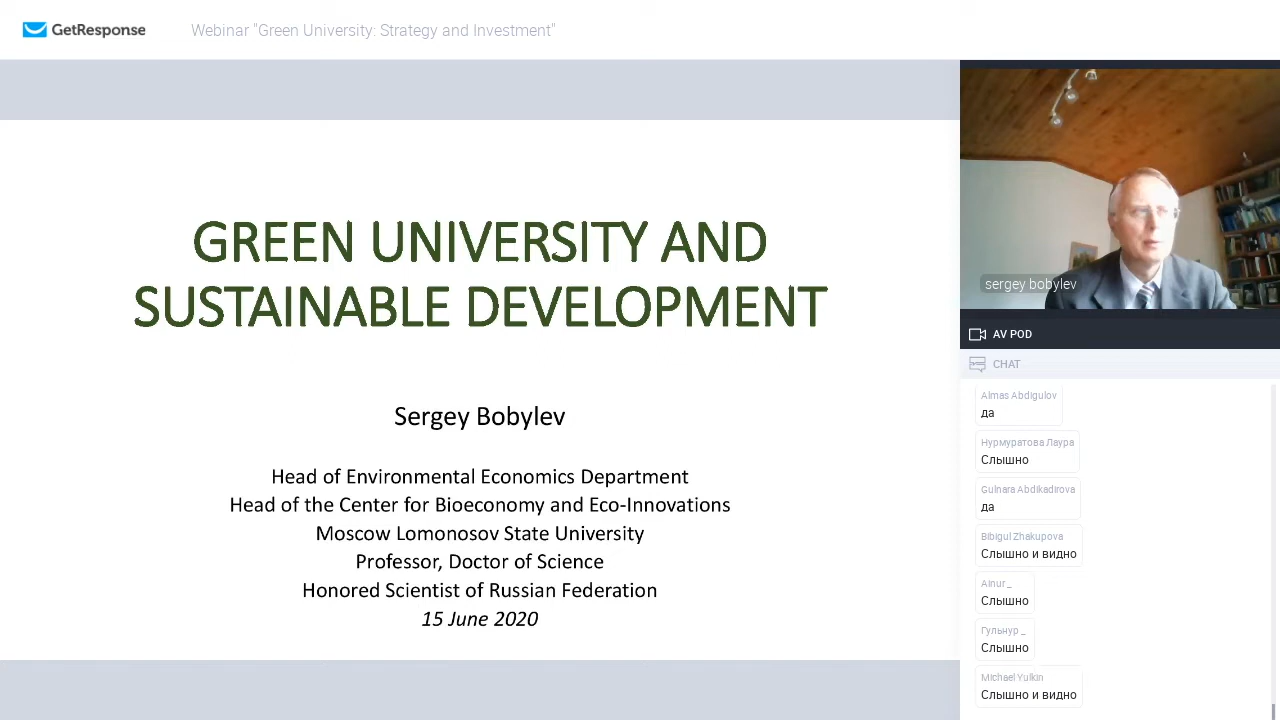 GetResponse
Webinar "Green University: Strategy and Investment"
GREEN UNIVERSITY AND
SUSTAINABLE DEVELOPMENT
Sergey Bobylev
Head of Environmental Economics Department
Head of the Center for Bioeconomy and Eco-Innovations
Moscow Lomonosov State University
Professor, Doctor of Science
Honored Scientist of Russian Federation
15 June 2020
sergey bobylev
AV POD
CHAT
Almas Abdigulov
да
Нурмуратова Лаура
Слышно
Gulnara Abdikadirova
да
Bibigul Zhakupova
Слышно и видно
Ainur _
Слышно
Гульнур _
Слышно
Michael Yulkin
Слышно и видно